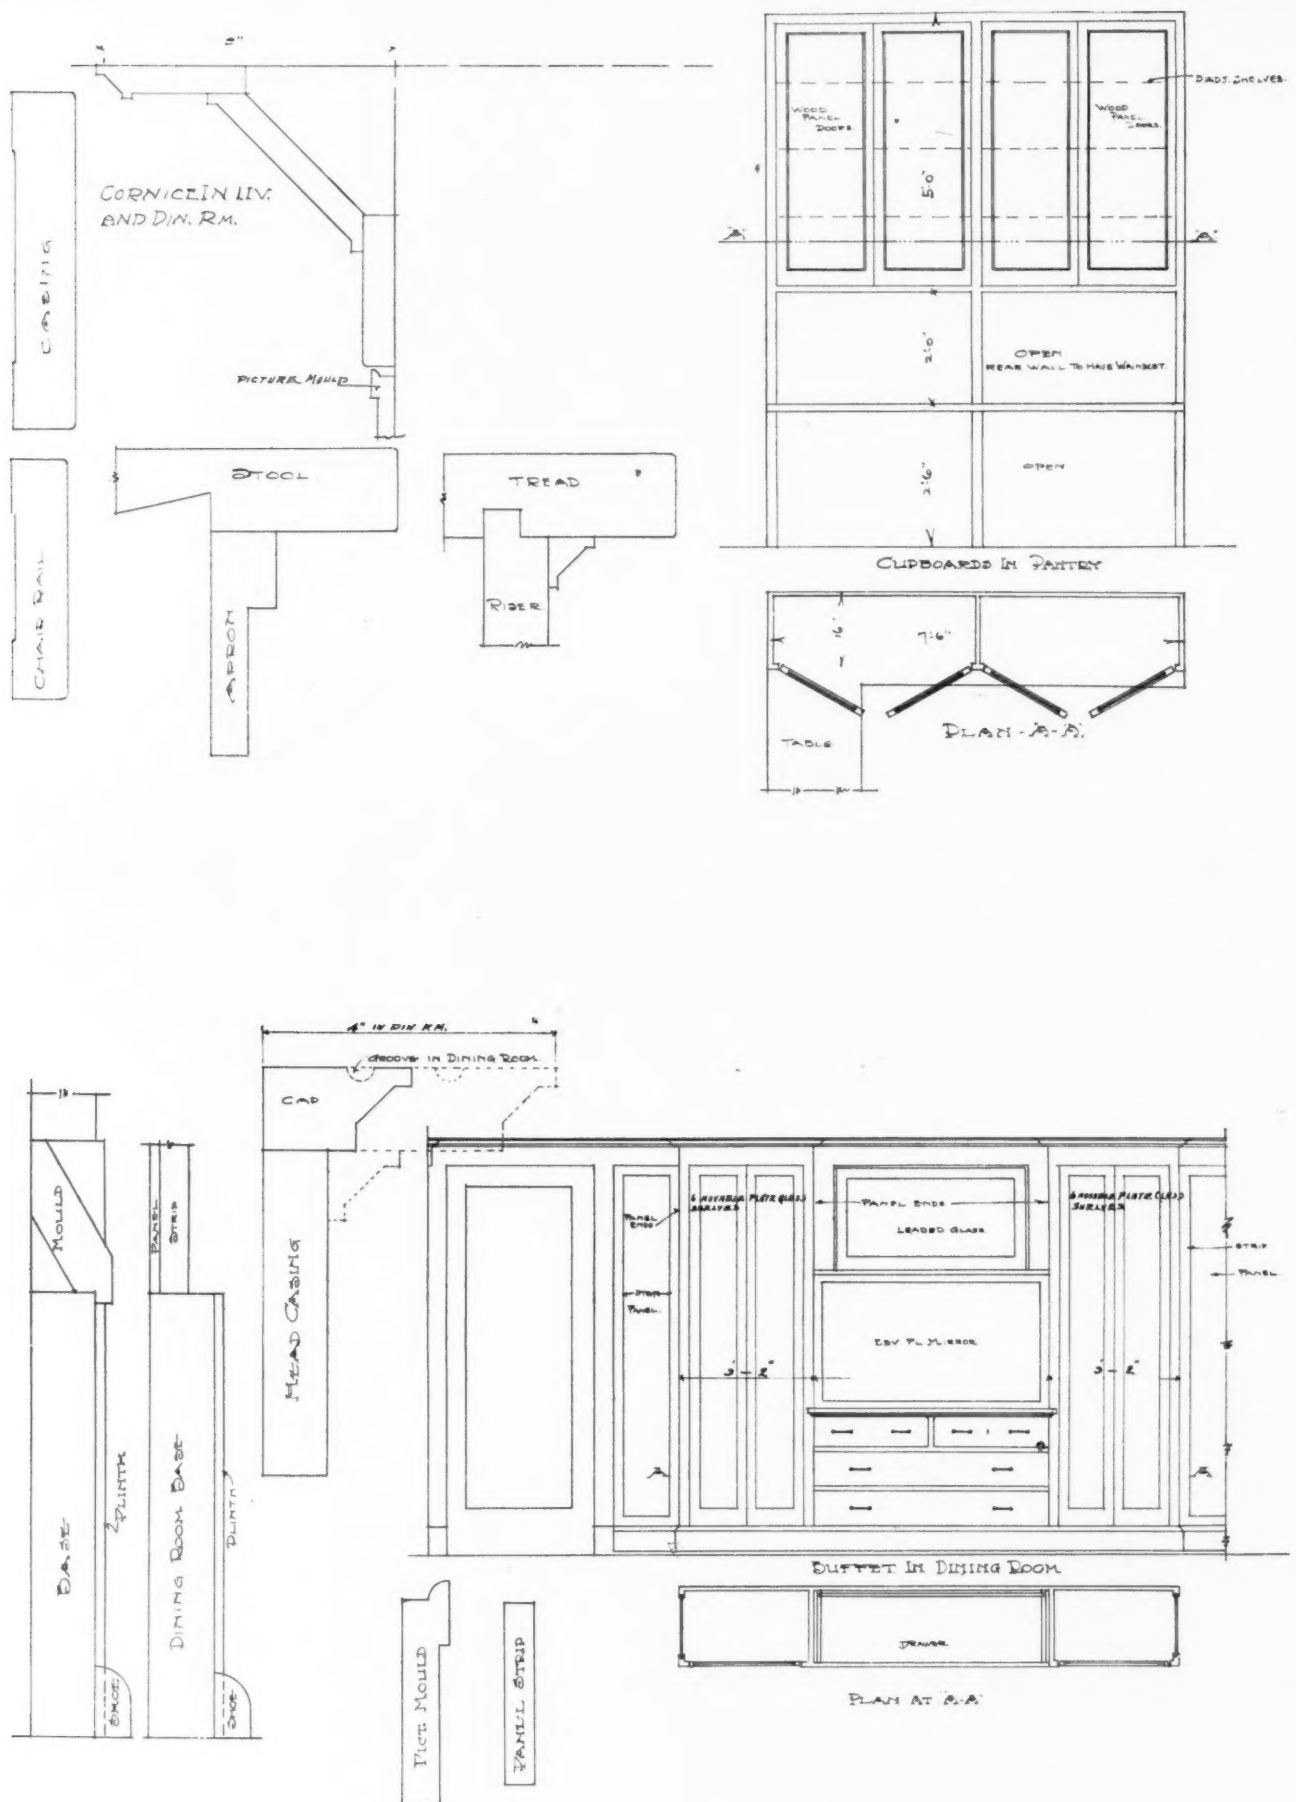 8"
CORNICE IN LIV.
AND DIN. RM.
CASING
PICTURE MOULD
CHAIR RAIL
STOOL
APRON
TREAD
RISER
WOOD
PANEL
DOORS.
WOOD
PANEL
DOORS.
SHELVES.
5'-0"
"A"
"A"
2'-0"
OPEN
REAR WALL TO HAVE WAINSCOT.
2'-6"
OPEN
CUPBOARDS IN PANTRY
16"
7'-6"
TABLE
PLAN - "A-A".
4" IN DIN RM.
GROOVE IN DINING ROOM
CAP
HEAD CASING
MOULD
PANEL
STRIP
BASE
PLINTH
SHOE
DINING ROOM BASE
PLINTH
SHOE
PANEL
ENDS
6 MOVABLE PLATE GLASS
SHELVES
PANEL ENDS
LEADED GLASS
6 MOVABLE PLATE GLASS
SHELVES
STRIP
PANEL
STRIP
PANEL.
PL MIRROR
3'-2"
3'-2"
A
A
BUFFET IN DINING ROOM
DRAWER
PLAN AT "A-A"
PICT. MOULD
PANEL STRIP